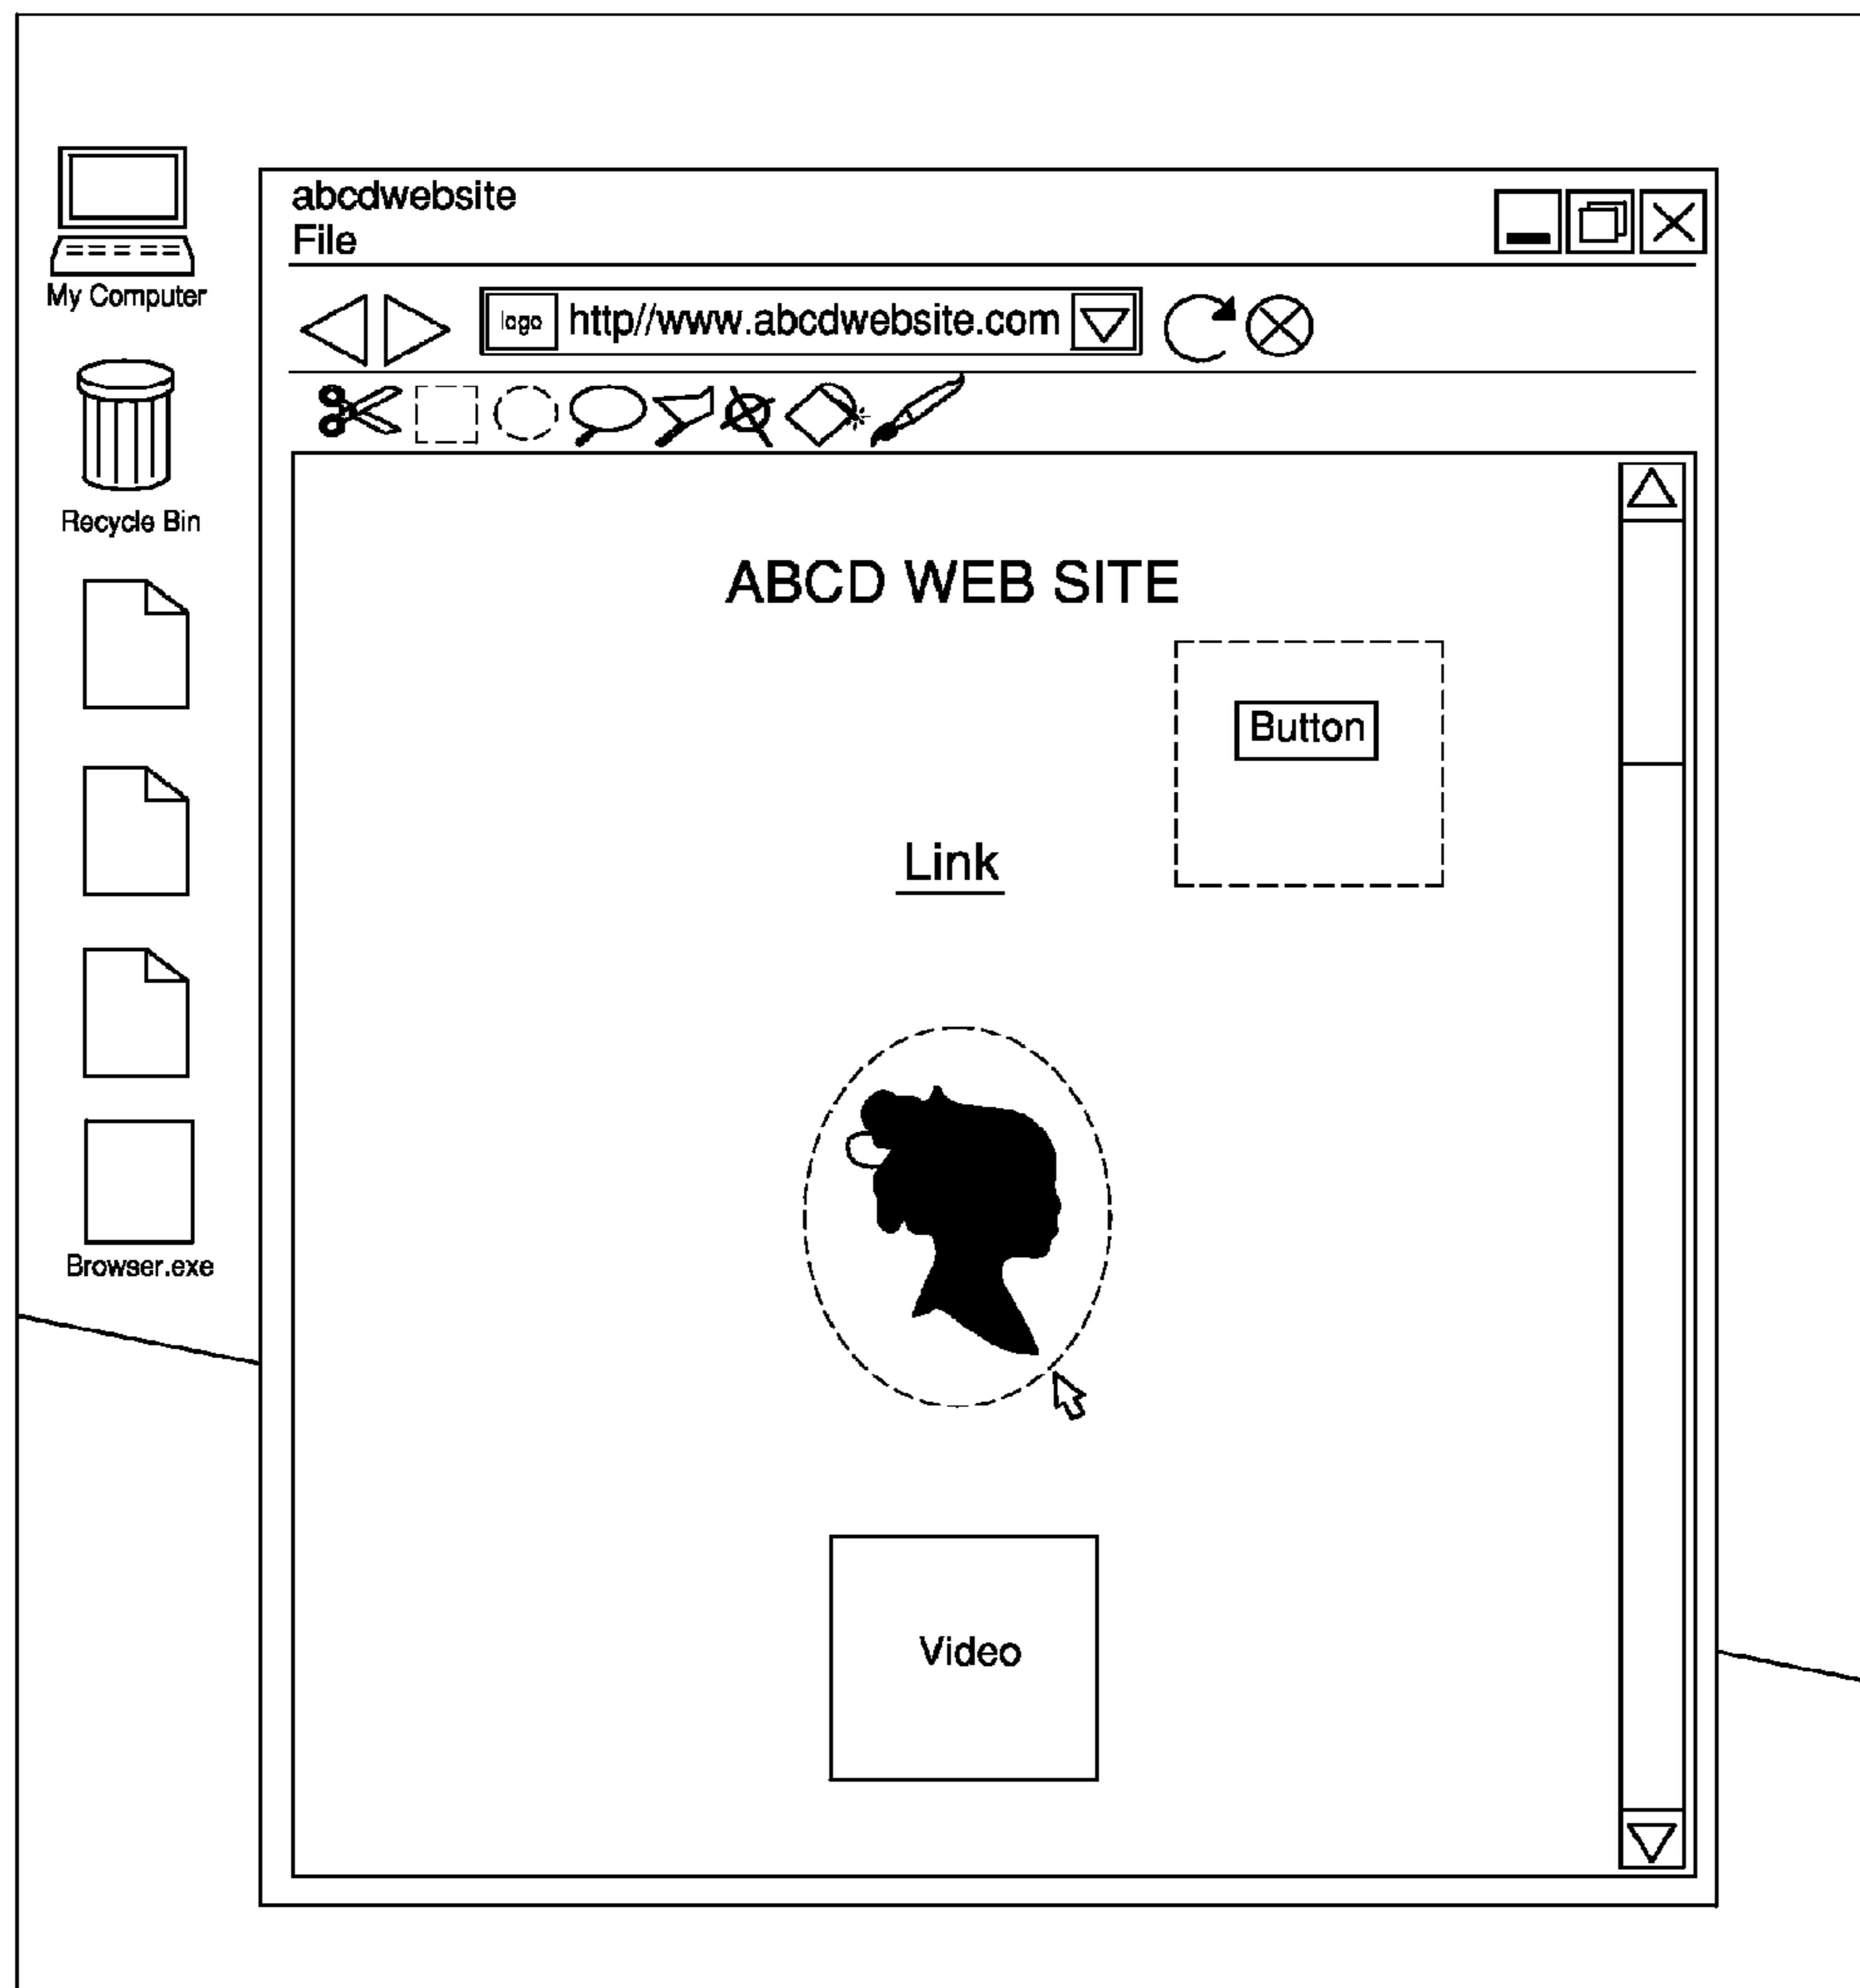 My Computer
Recycle Bin
Browser.exe
abcdwebsite
File
logo
http//www.abcdwebsite.com
ABCD WEB SITE
Button
Link
Video